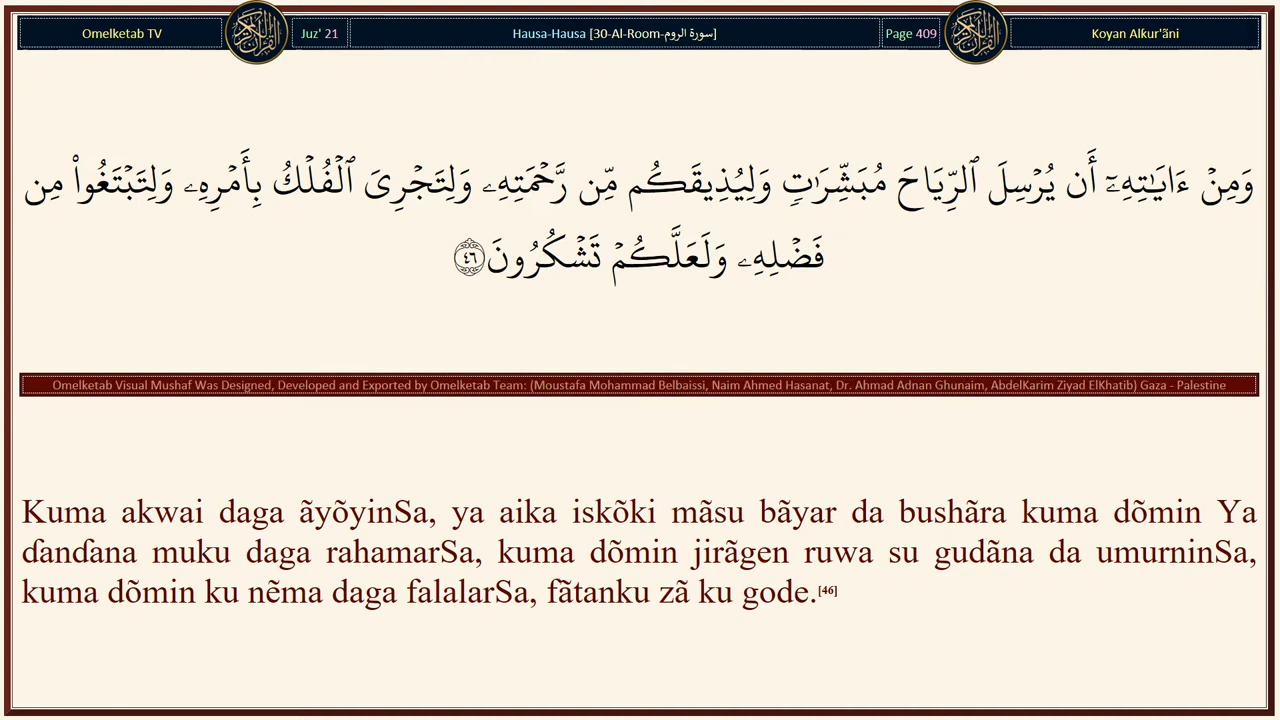 Omelketab TV
Juz' 21
Hausa-Hausa [30-Al-Room-سورة الروم]
Page 409
Koyan Alƙur'ãni
وَمِنْ ءَايَـٰتِهِۦٓ أَن يُرْسِلَ ٱلرِّيَاحَ مُبَشِّرَٰتٍ وَلِيُذِيقَكُم مِّن رَّحْمَتِهِۦ وَلِتَجْرِىَ ٱلْفُلْكُ بِأَمْرِهِۦ وَلِتَبْتَغُوا۟ مِن
فَضْلِهِۦ وَلَعَلَّكُمْ تَشْكُرُونَ ٤٦
Omelketab Visual Mushaf Was Designed, Developed and Exported by Omelketab Team: (Moustafa Mohammad Belbaissi, Naim Ahmed Hasanat, Dr. Ahmad Adnan Ghunaim, AbdelKarim Ziyad ElKhatib) Gaza - Palestine
Kuma akwai daga ãyõyinSa, ya aika iskõki mãsu bãyar da bushãra kuma dõmin Ya
ɗanɗana muku daga rahamarSa, kuma dõmin jirãgen ruwa su gudãna da umurninSa,
kuma dõmin ku nẽma daga falalarSa, fãtanku zã ku gode.[46]